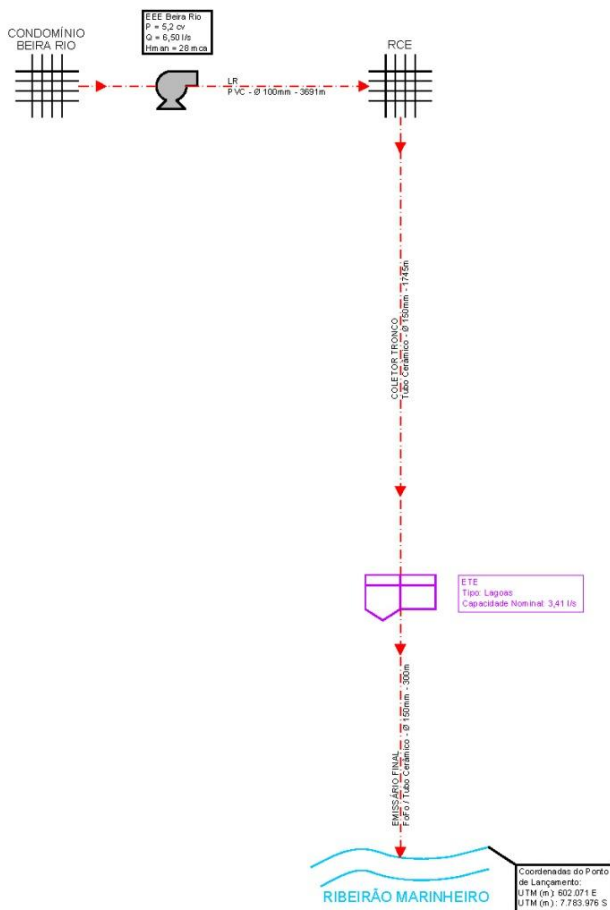 CONDOMÍNIO
BEIRA RIO
EEE Beira Rio
P = 5,2 cv
Q = 6,50 l/s
Hman = 28 mca
LR
PVC - Ø 100mm - 3691m
RCE
COLETOR TRONCO
Tubo Cerâmico - Ø 150mm - 1745m
ETE
Tipo: Lagoas
Capacidade Nominal: 3,41 l/s
EMISSÁRIO FINAL
FoFo / Tubo Cerâmico - Ø 150mm - 300m
RIBEIRÃO MARINHEIRO
Coordenadas do Ponto
de Lançamento:
UTM (m): 602.071 E
UTM (m): 7.783.976 S